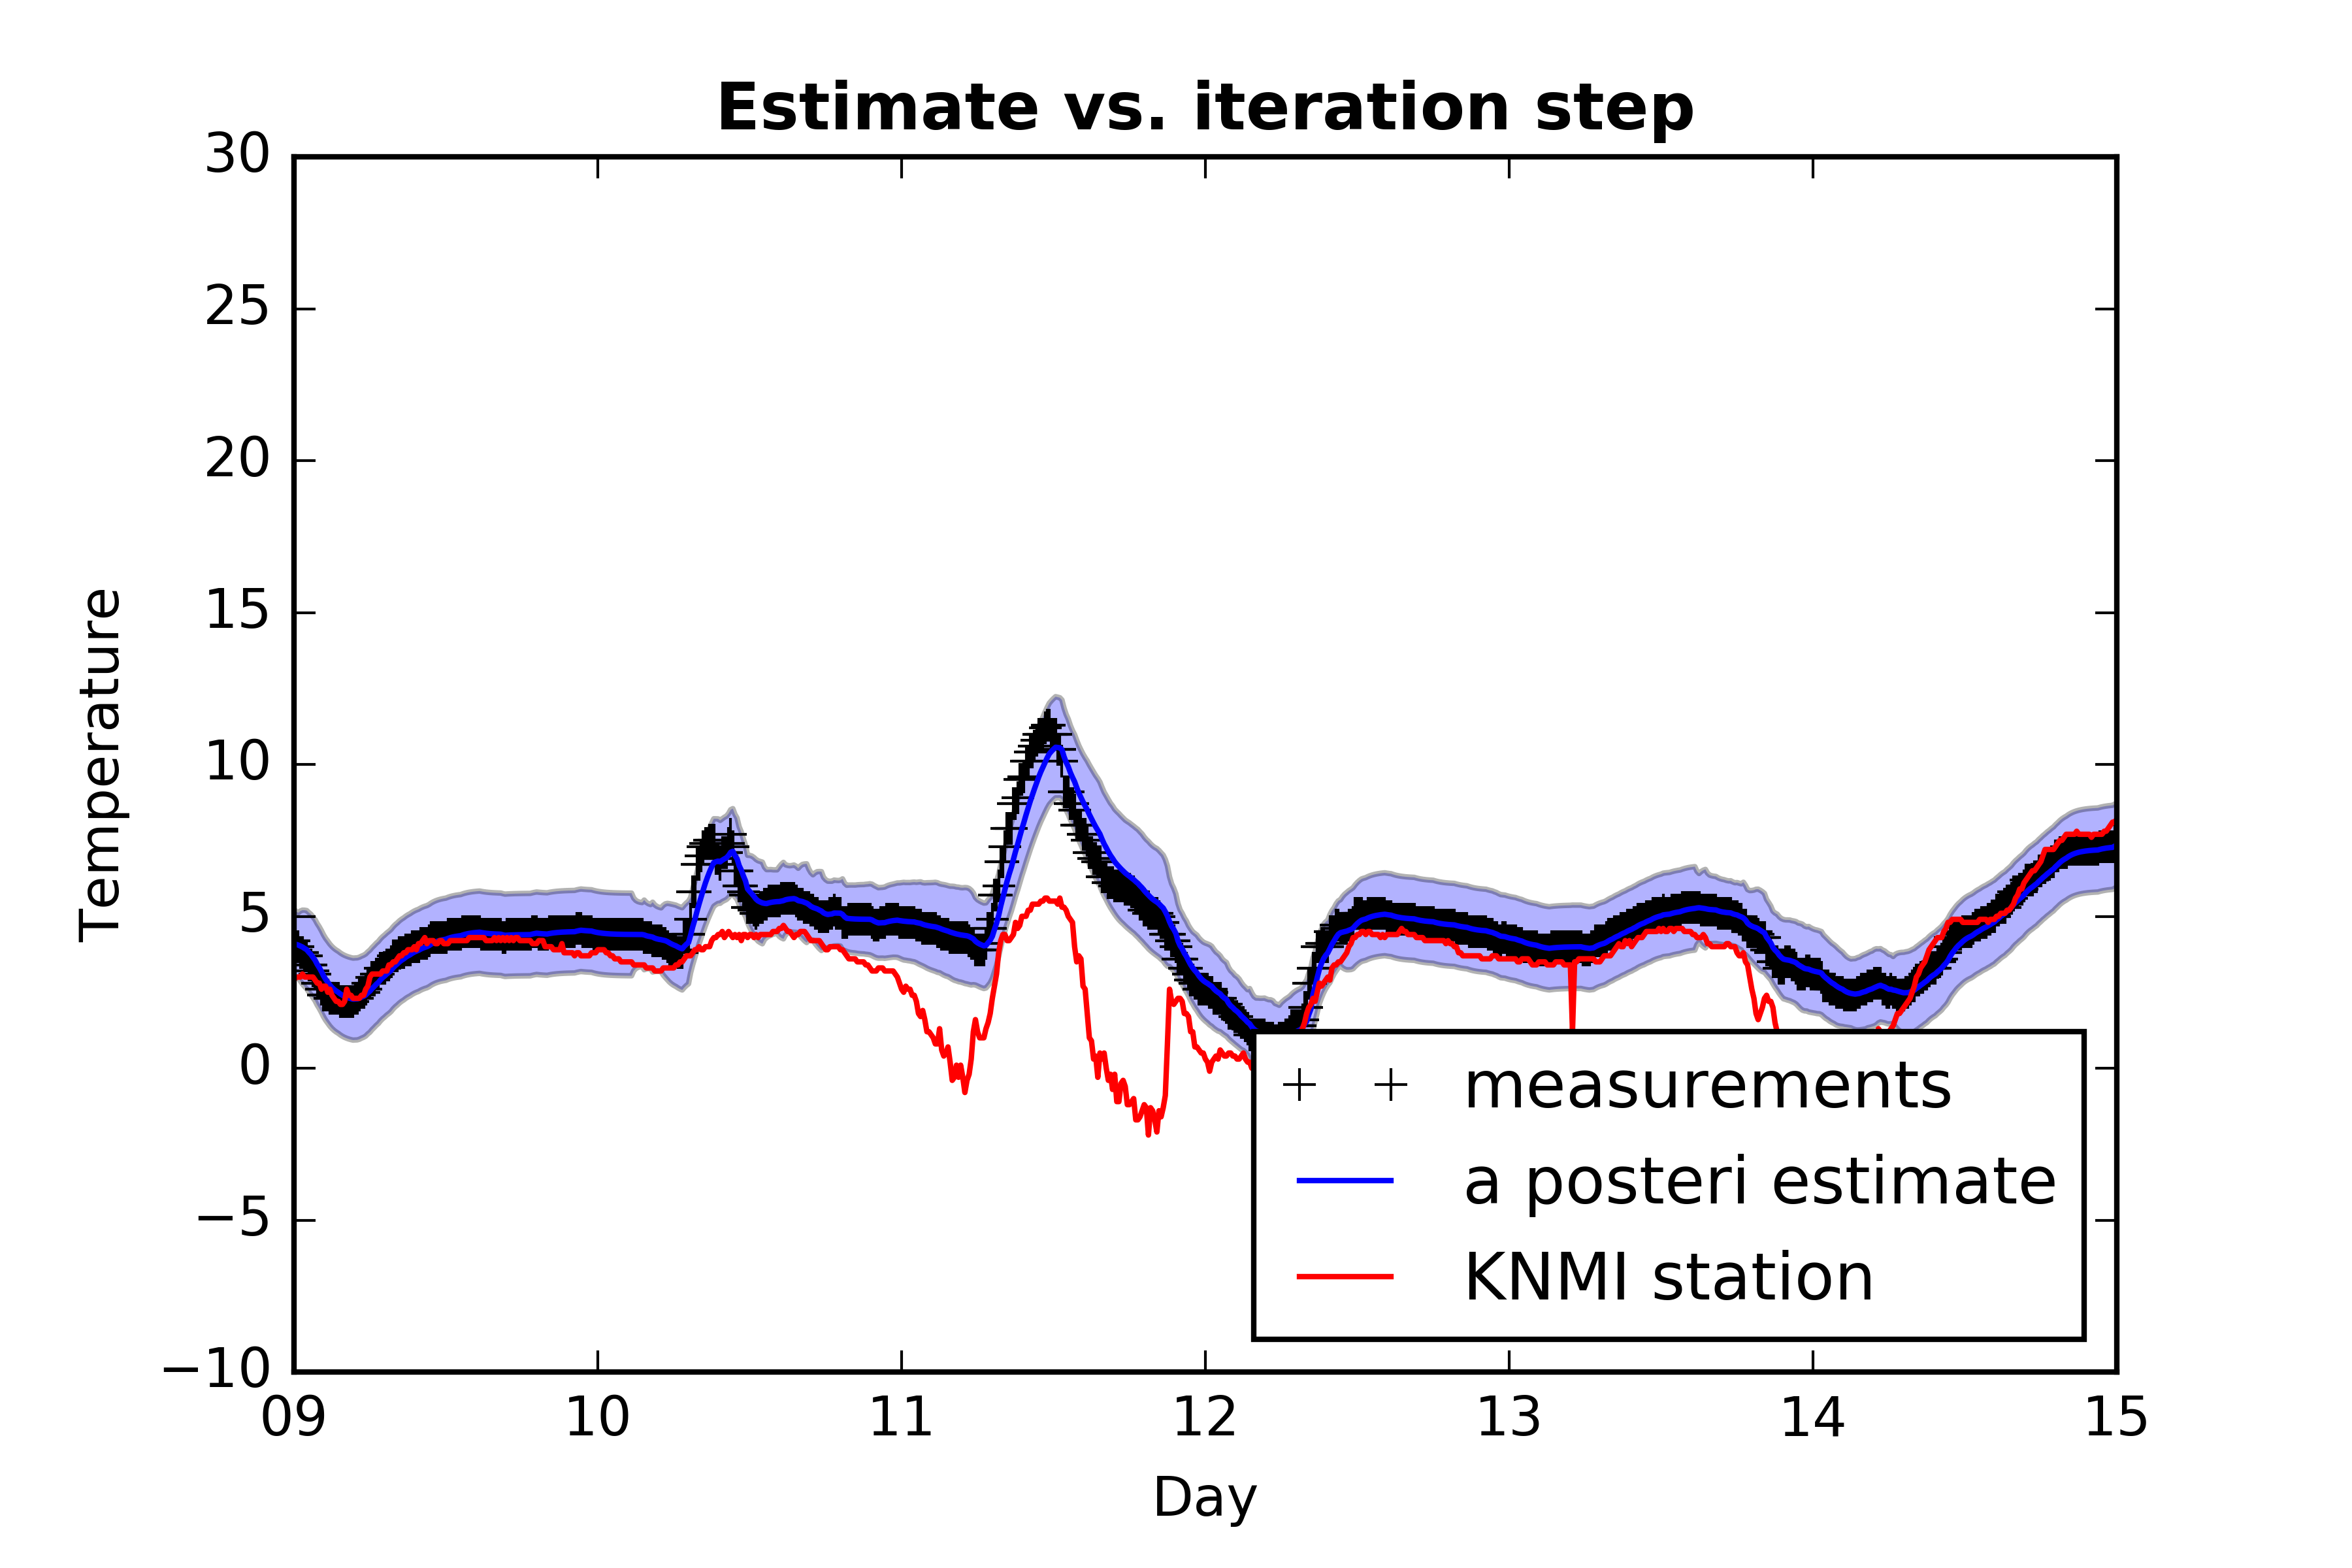 Estimate vs. iteration step
30
25
20
15
10
5
0
−5
−10
Temperature
measurements
a posteri estimate
KNMI station
09 10 11 12 13 14 15
Day